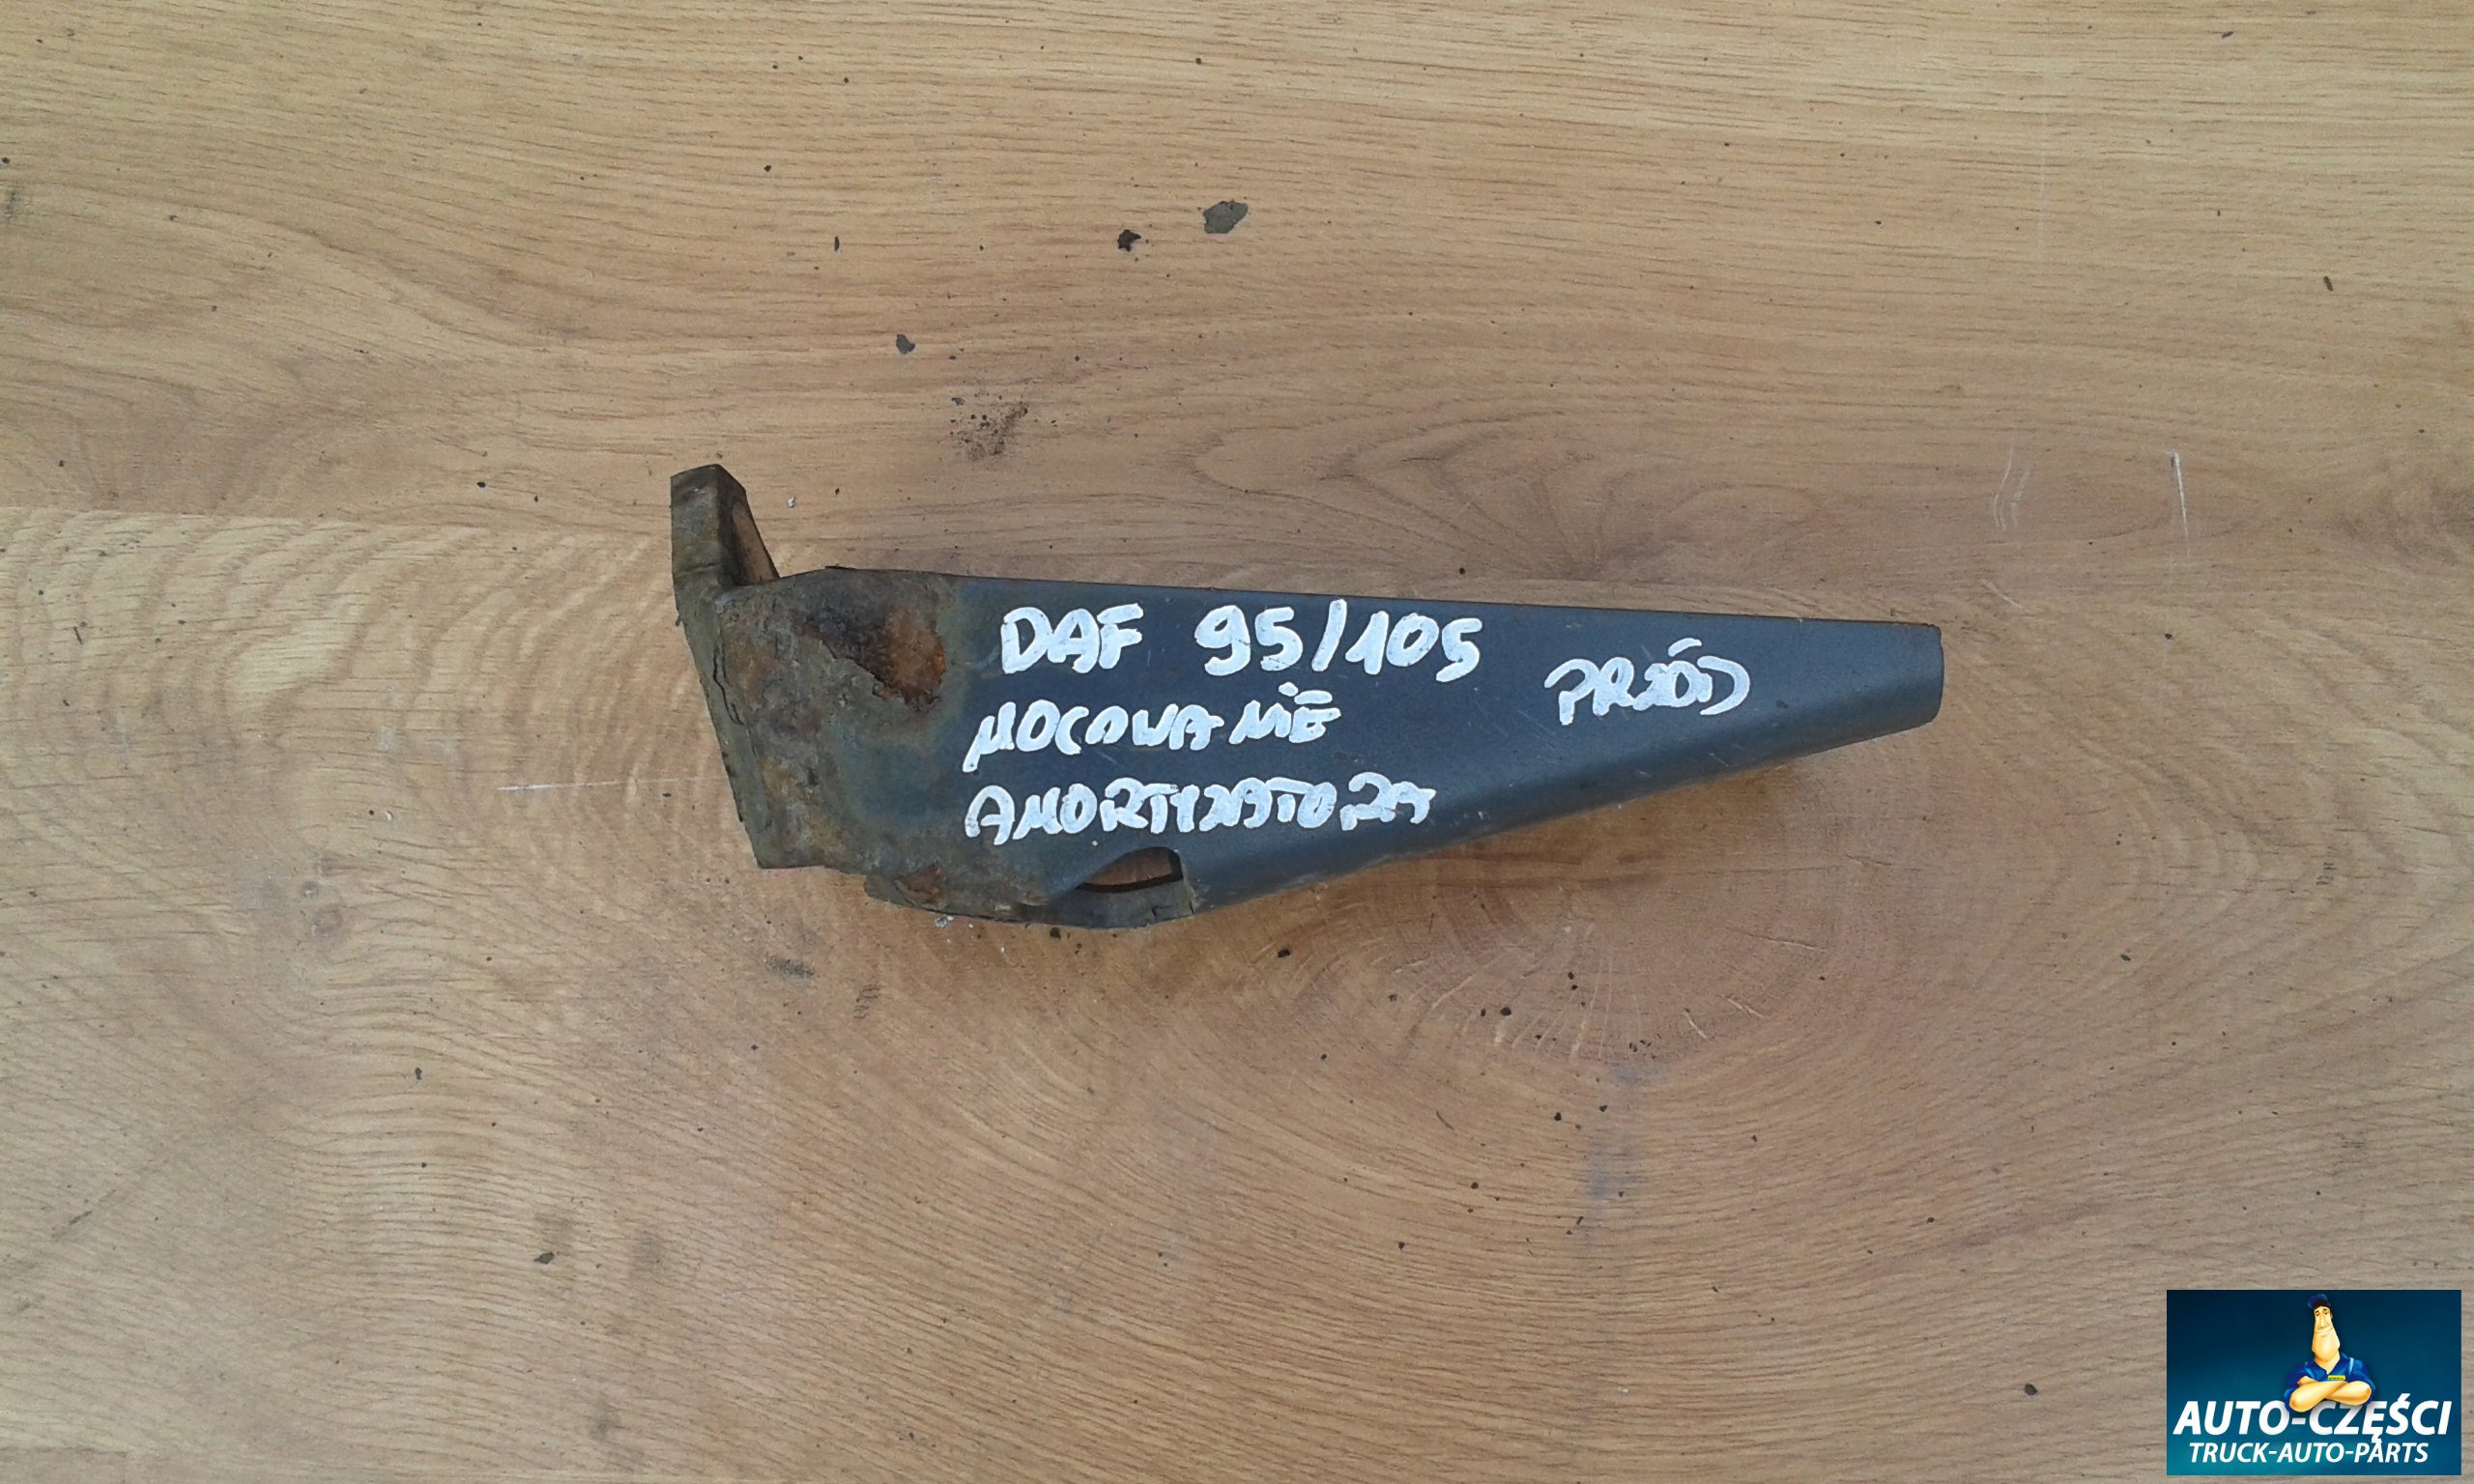 DAF 95/105
PRZÓD
MOCOWANIE
AMORTYZATORA
AUTO-CZĘŚCI
TRUCK-AUTO-PARTS